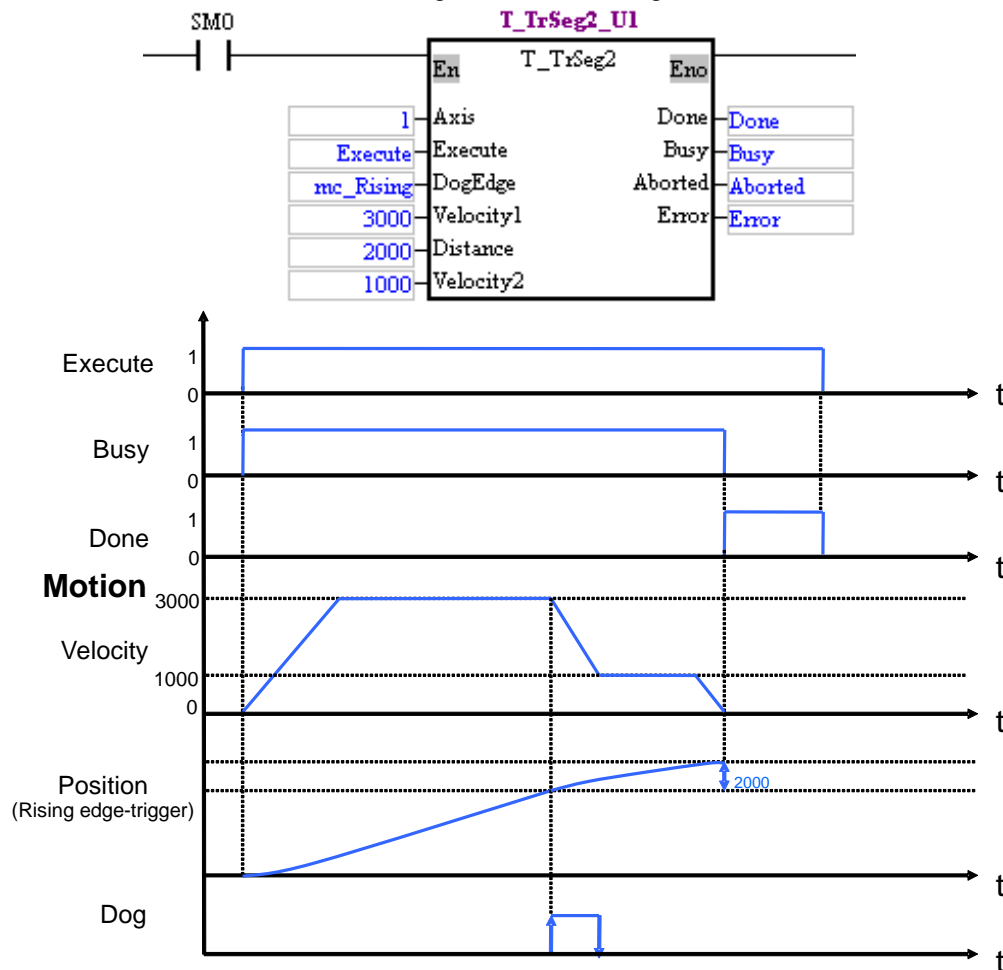 SM0
T_TrSeg2_U1
T_TrSeg2
En
Eno
1
Axis
Done
Done
Execute
Execute
Busy
Busy
mc_Rising
DogEdge
Aborted
Aborted
3000
Velocity1
Error
Error
2000
Distance
1000
Velocity2
Execute
1
0
t
Busy
1
0
t
Done
1
0
t
Motion
3000
Velocity
1000
0
t
Position
(Rising edge-trigger)
2000
t
Dog
t